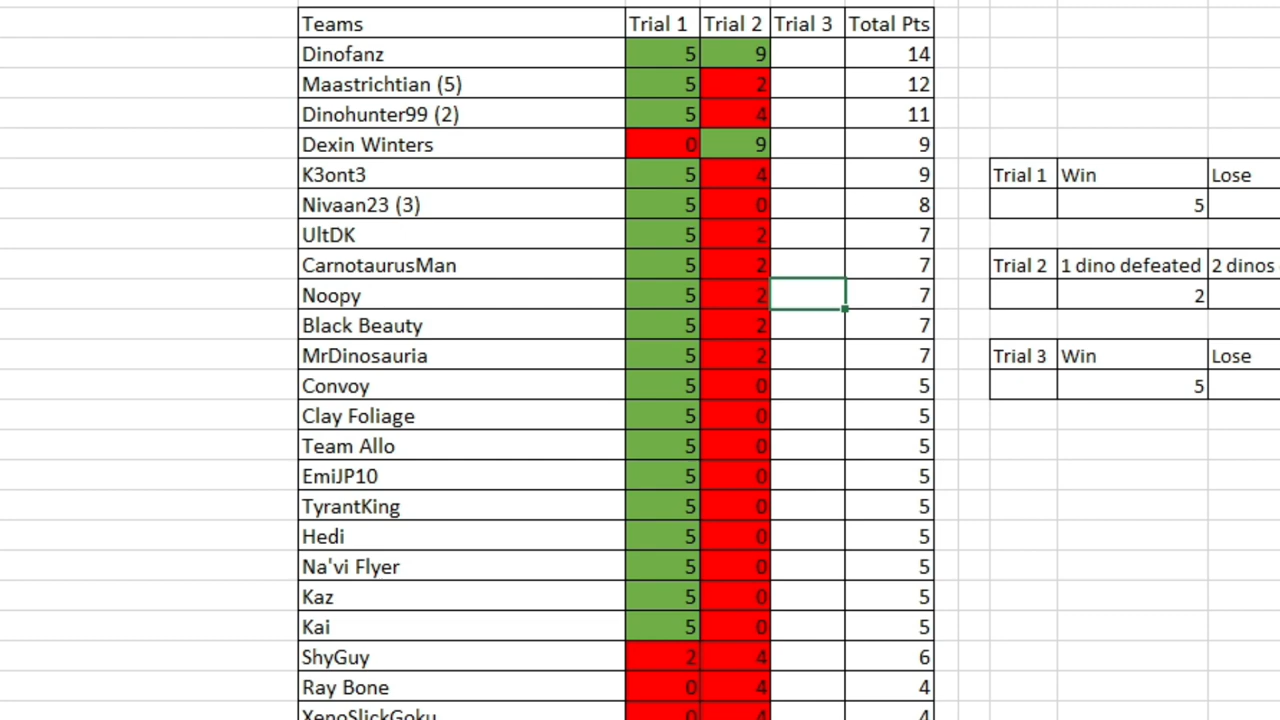 Teams Trial 1 Trial 2 Trial 3 Total Pts
Dinofanz 5 9 14
Maastrichtian (5) 5 2 12
Dinohunter99 (2) 5 4 11
Dexin Winters 0 9 9
K3ont3 5 4 9 Trial 1 Win Lose
Nivaan23 (3) 5 0 8 5
UltDK 5 2 7
CarnotaurusMan 5 2 7 Trial 2 1 dino defeated 2 dinos
Noopy 5 2 7 2
Black Beauty 5 2 7
MrDinosauria 5 2 7 Trial 3 Win Lose
Convoy 5 0 5 5
Clay Foliage 5 0 5
Team Allo 5 0 5
EmiJP10 5 0 5
TyrantKing 5 0 5
Hedi 5 0 5
Na'vi Flyer 5 0 5
Kaz 5 0 5
Kai 5 0 5
ShyGuy 2 4 6
Ray Bone 0 4 4
XenoSlickGoku 0 4 4